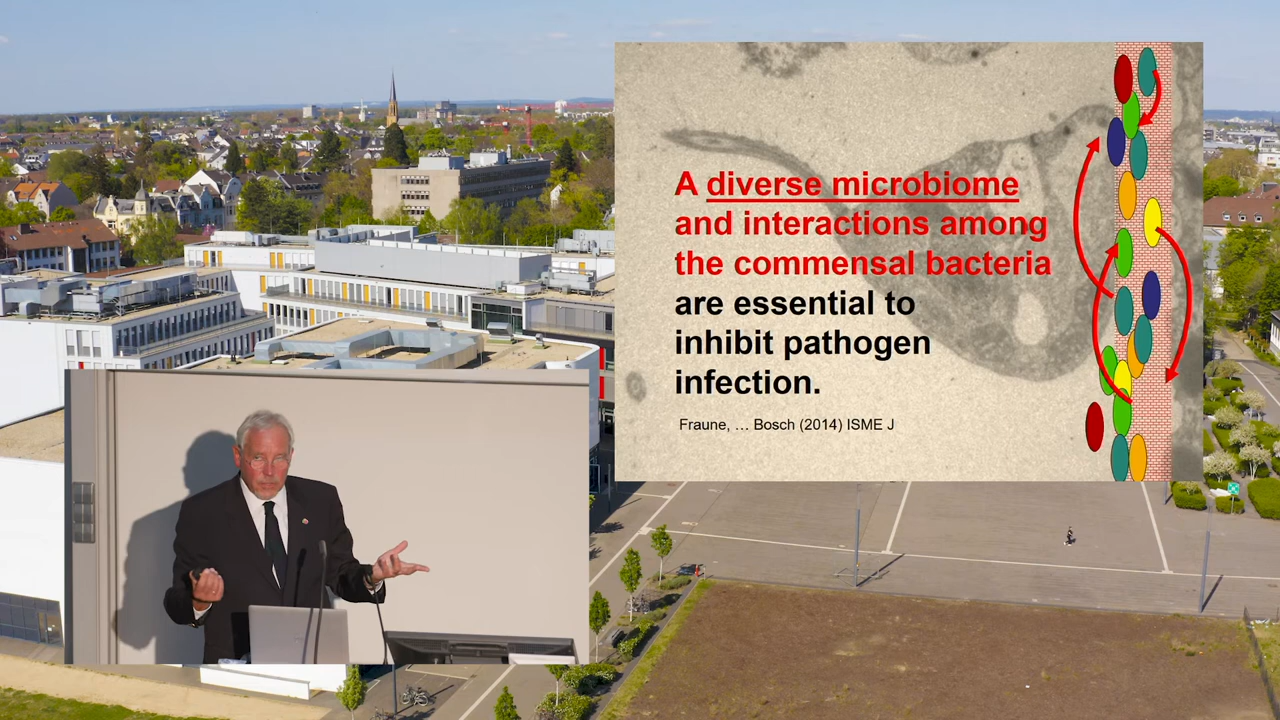 A diverse microbiome
and interactions among
the commensal bacteria
are essential to
inhibit pathogen
infection.
Fraune, … Bosch (2014) ISME J